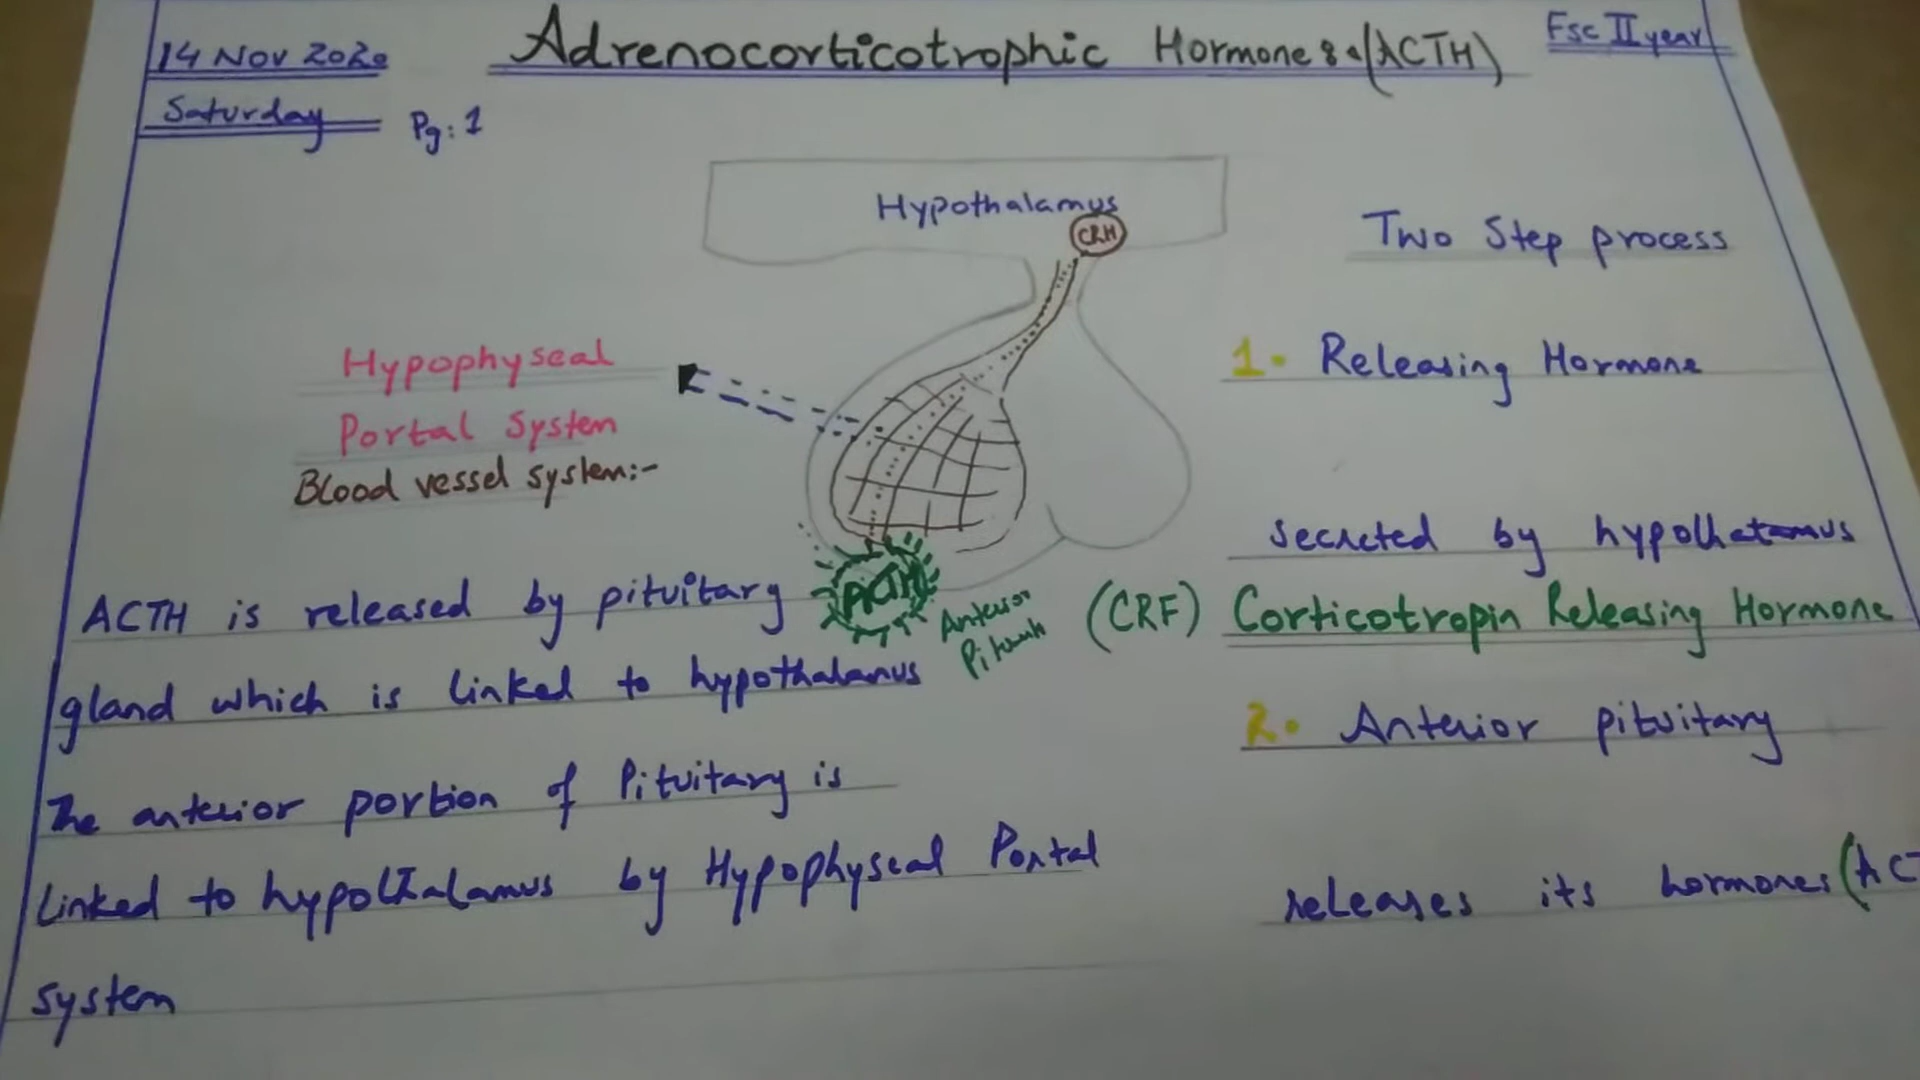 14 Nov 2020
Adrenocorticotrophic Hormone :- (ACTH)
Fsc II year
Saturday
Pg: 1
Hypothalamus
CRH
Two Step process
Hypophyseal
Portal System
Blood vessel system:-
1. Releasing Hormone
secreted by hypothatamus
(CRF) Corticotropin Releasing Hormone
2. Anterior pituitary
releases its hormones (AC
ACTH
Anterior
ACTH is released by pituitary
gland which is linked to hypothalamus
The anterior portion of Pituitary is
Linked to hypothalamus by Hypophyseal Portal
system